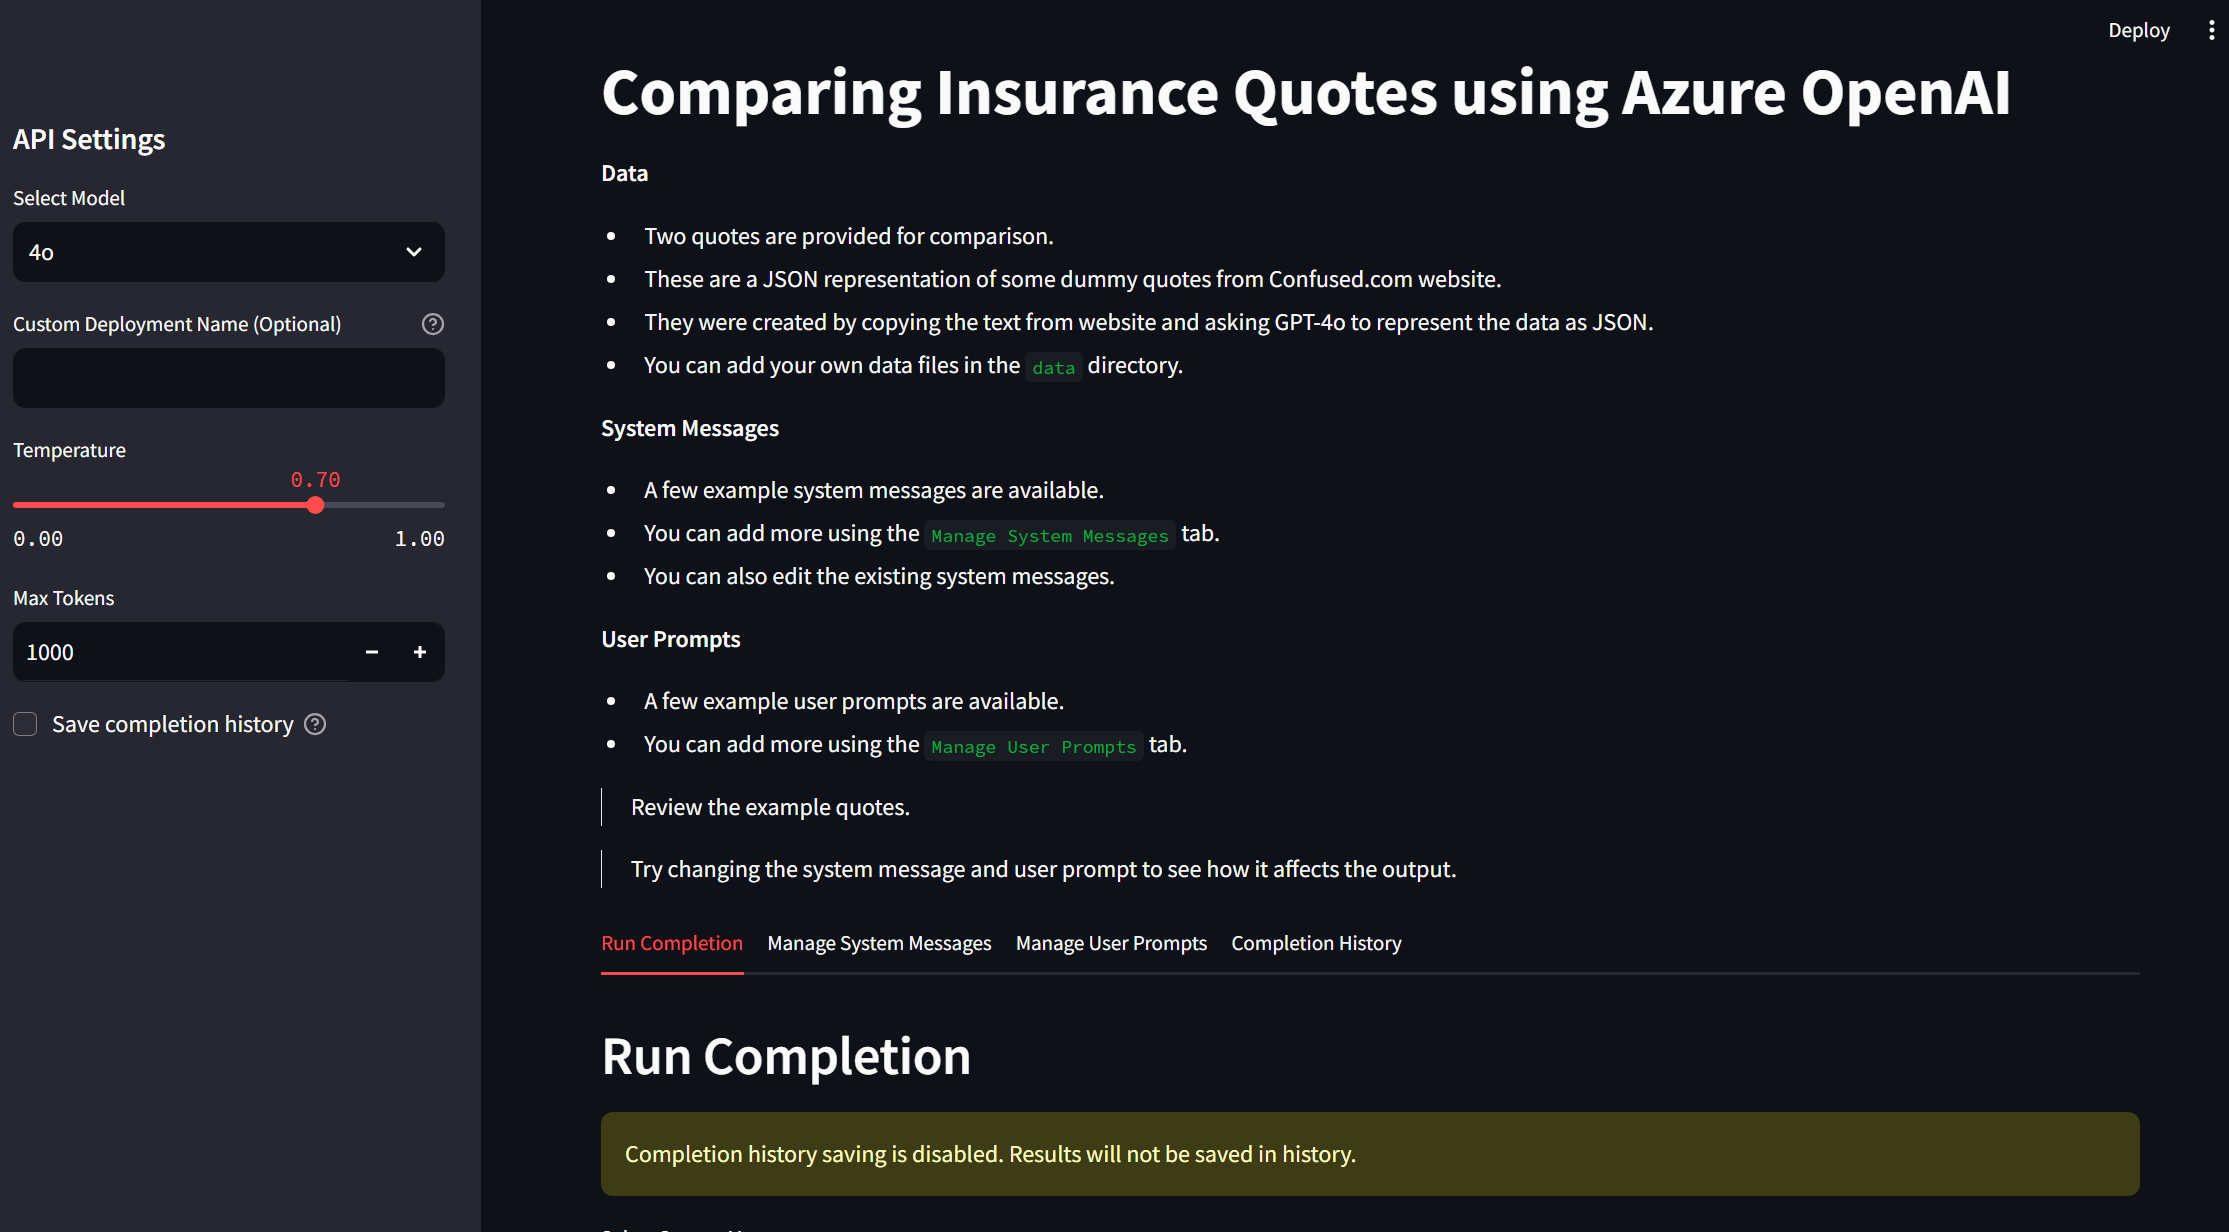 Deploy
API Settings
Select Model
4o
Custom Deployment Name (Optional)
Temperature
0.70
0.00 1.00
Max Tokens
1000
Save completion history
Comparing Insurance Quotes using Azure OpenAI
Data
Two quotes are provided for comparison.
These are a JSON representation of some dummy quotes from Confused.com website.
They were created by copying the text from website and asking GPT-4o to represent the data as JSON.
You can add your own data files in the data directory.
System Messages
A few example system messages are available.
You can add more using the Manage System Messages tab.
You can also edit the existing system messages.
User Prompts
A few example user prompts are available.
You can add more using the Manage User Prompts tab.
Review the example quotes.
Try changing the system message and user prompt to see how it affects the output.
Run Completion Manage System Messages Manage User Prompts Completion History
Run Completion
Completion history saving is disabled. Results will not be saved in history.